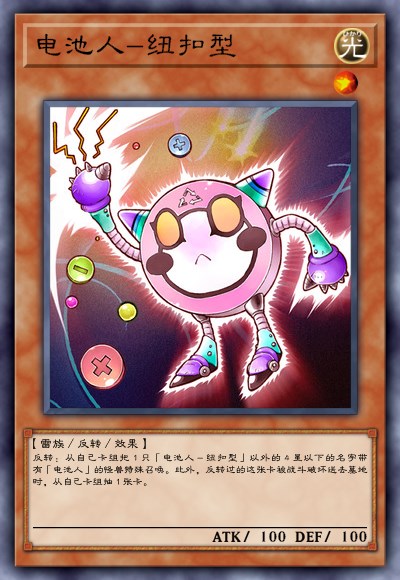 电池人-纽扣型
ひかり
光
【雷族／反转／效果】
反转：从自己卡组把1只「电池人－纽扣型」以外的4星以下的名字带
有「电池人」的怪兽特殊召唤。此外，反转过的这张卡被战斗破坏送去墓地
时，从自己卡组抽1张卡。
ATK/ 100 DEF/ 100